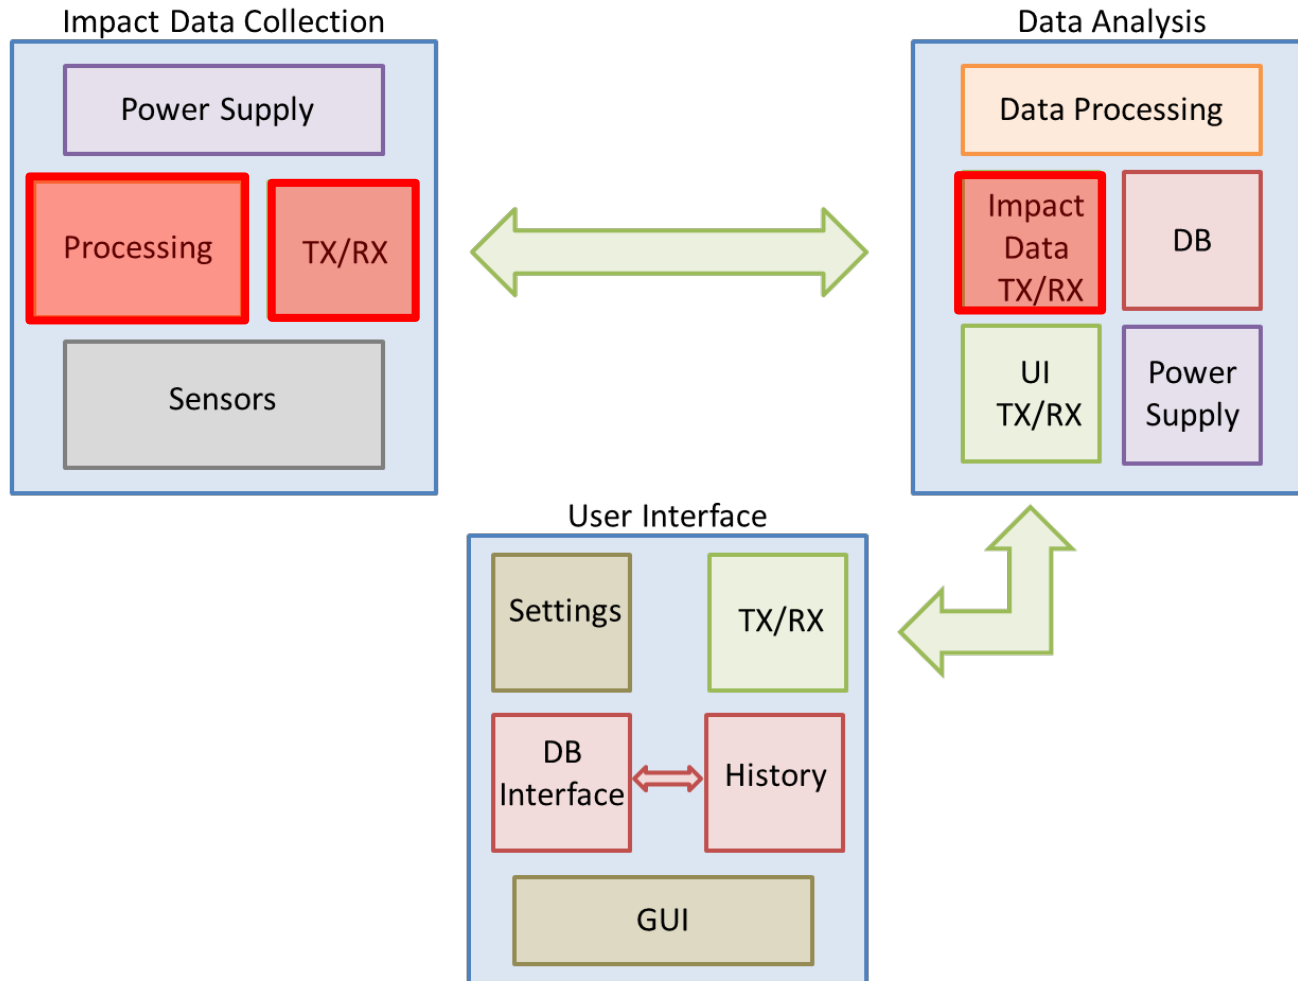 Impact Data Collection
Power Supply
Processing
TX/RX
Sensors
Data Analysis
Data Processing
Impact
Data
TX/RX
DB
UI
TX/RX
Power
Supply
User Interface
Settings
TX/RX
DB
Interface
History
GUI